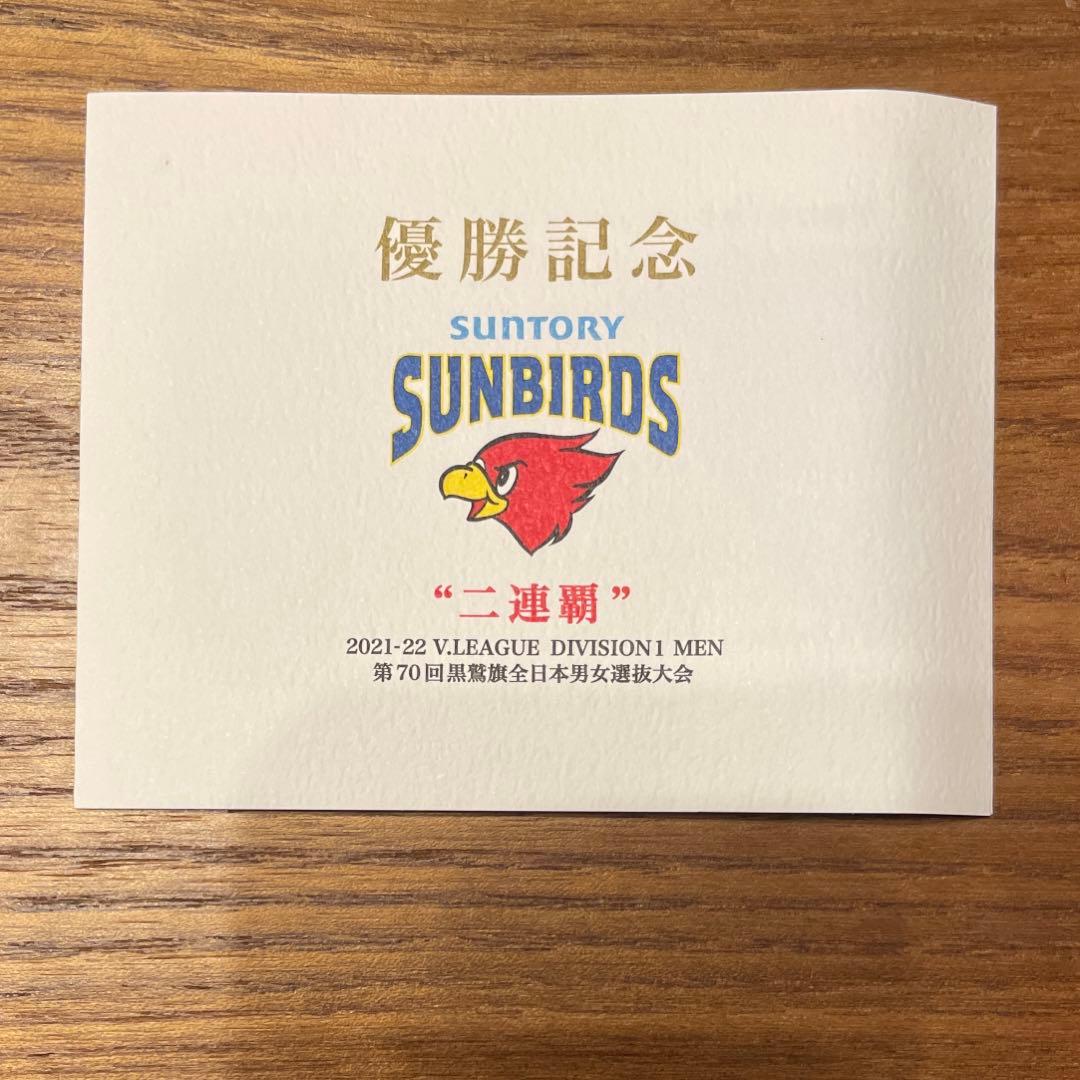 優勝記念
SUNTORY
SUNBIRDS
“二連覇”
2021-22 V.LEAGUE DIVISION1 MEN
第70回黒鷲旗全日本男女選抜大会